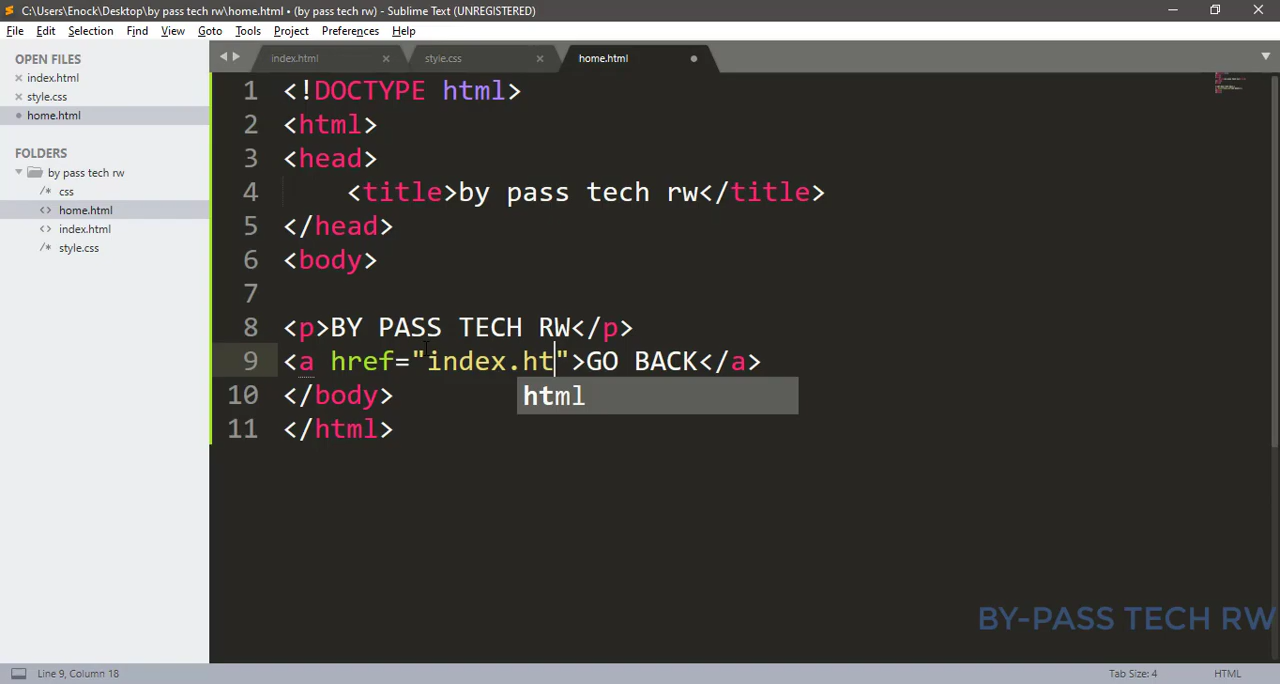 C:\Users\Enock\Desktop\by pass tech rw\home.html • (by pass tech rw) - Sublime Text (UNREGISTERED)
File Edit Selection Find View Goto Tools Project Preferences Help
OPEN FILES
index.html
style.css
home.html
FOLDERS
by pass tech rw
/* css
<> home.html
<> index.html
/* style.css
index.html style.css home.html
1 <!DOCTYPE html>
2 <html>
3 <head>
4 <title>by pass tech rw</title>
5 </head>
6 <body>
7
8 <p>BY PASS TECH RW</p>
9 <a href="index.ht">GO BACK</a>
html
10 </body>
11 </html>
BY-PASS TECH RW
Line 9, Column 18 Tab Size: 4 HTML